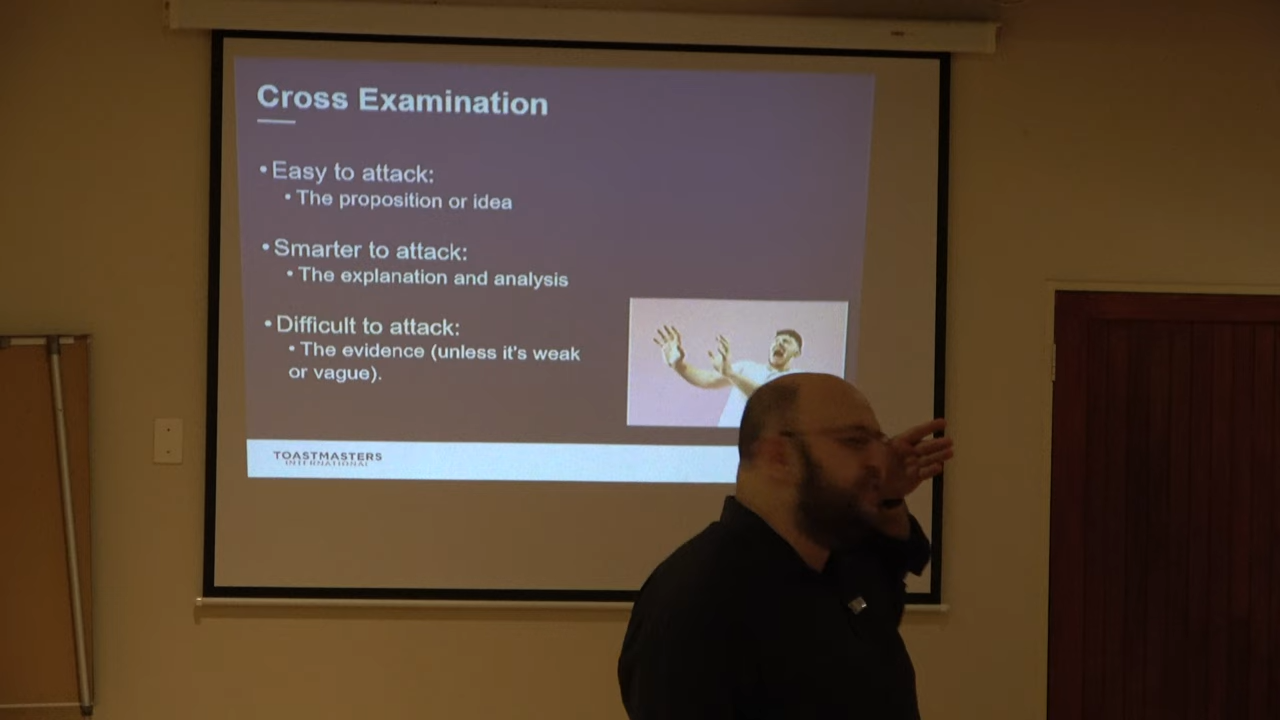 Cross Examination
• Easy to attack:
• The proposition or idea
• Smarter to attack:
• The explanation and analysis
• Difficult to attack:
• The evidence (unless it's weak
or vague).
TOASTMASTERS
INTERNATIONAL